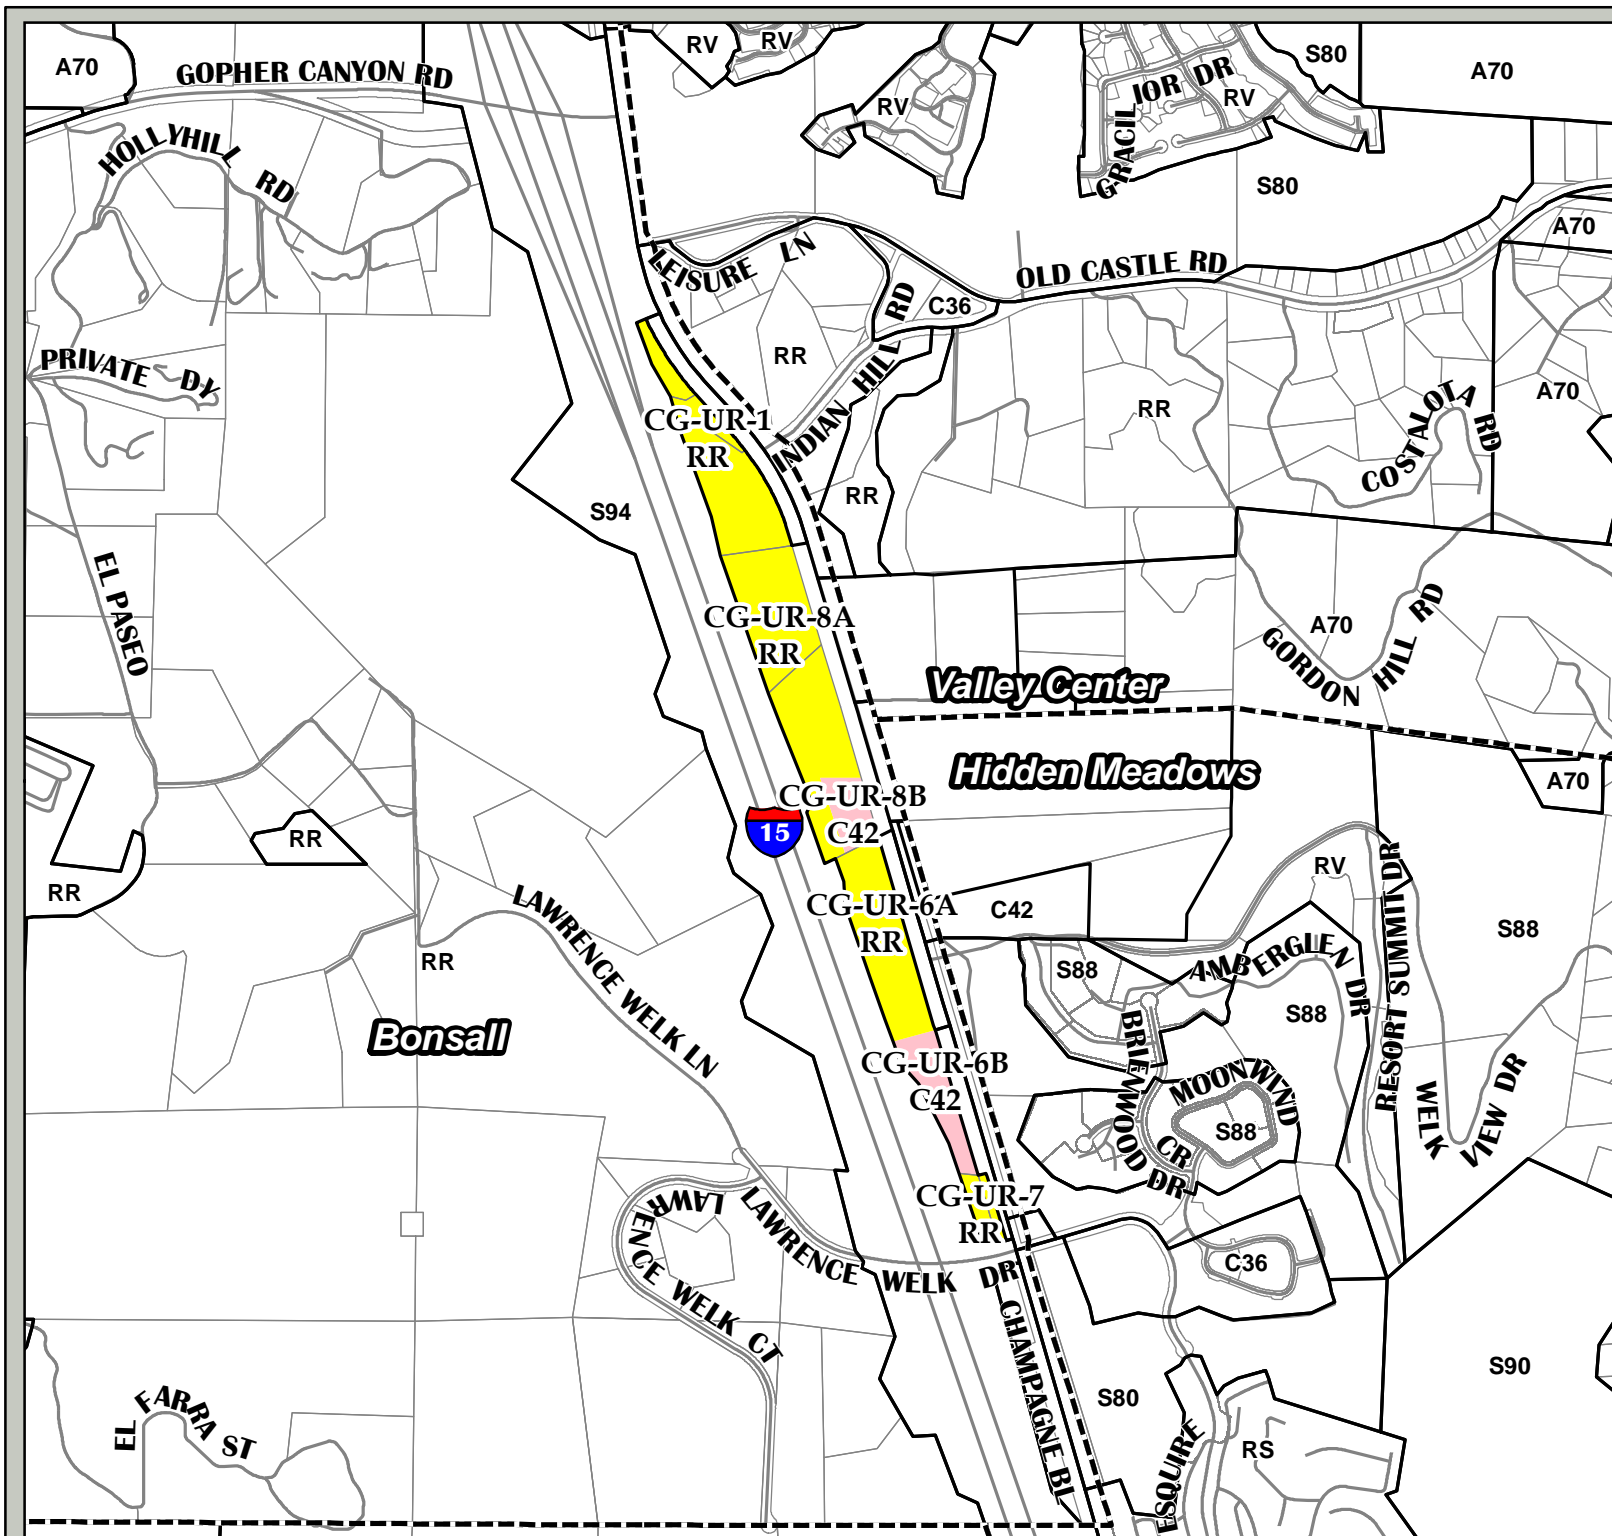 A70
GOPHER CANYON RD
RV
RV
S80
A70
RV
GRACILIOR DR
RV
HOLLYHILL RD
S80
A70
LEISURE LN
OLD CASTLE RD
C36
PRIVATE DY
RR
INDIAN HILL RD
RR
COSTALOTA RD
A70
CG-UR-1
RR
RR
S94
EL PASEO
CG-UR-8A
RR
A70
GORDON HILL RD
Valley Center
Hidden Meadows
A70
CG-UR-8B
C42
15
RR
RR
RV
RESORT SUMMIT DR
CG-UR-6A
RR
C42
S88
LAWRENCE WELK LN
RR
S88
AMBERGLEN DR
S88
Bonsall
CG-UR-6B
C42
BRIENWOOD DR
MOONWIND CR
S88
WELK VIEW DR
CG-UR-7
RR
LAWRENCE WELK CT
LAWRENCE WELK DR
C36
CHAMPAGNE BL
S90
S80
EL FARRA ST
ESQUIRE
RS